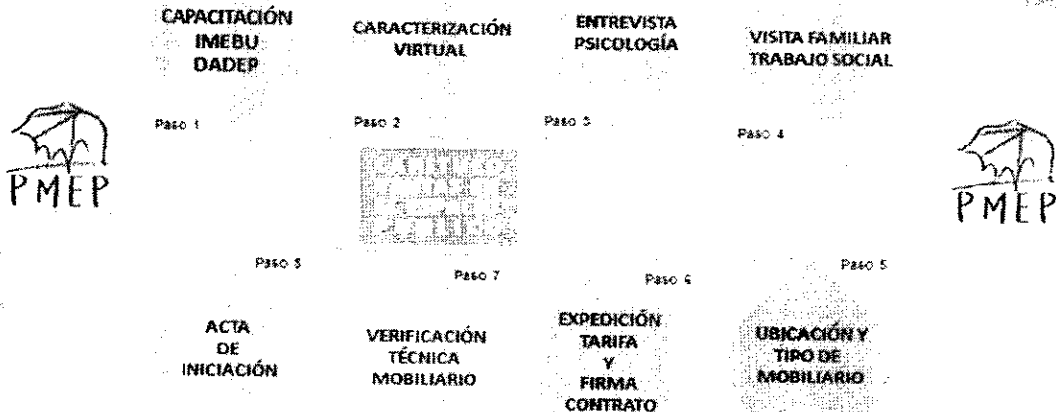 CAPACITACIÓN
IMEBU
DADEP
Paso 1
CARACTERIZACIÓN
VIRTUAL
Paso 2
ENTREVISTA
PSICOLOGÍA
Paso 3
VISITA FAMILIAR
TRABAJO SOCIAL
Paso 4
PMEP
PMEP
Paso 5
UBICACIÓN Y
TIPO DE
MOBILIARIO
Paso 6
EXPEDICIÓN
TARIFA
Y
FIRMA
CONTRATO
Paso 7
VERIFICACIÓN
TÉCNICA
MOBILIARIO
Paso 8
ACTA
DE
INICIACIÓN